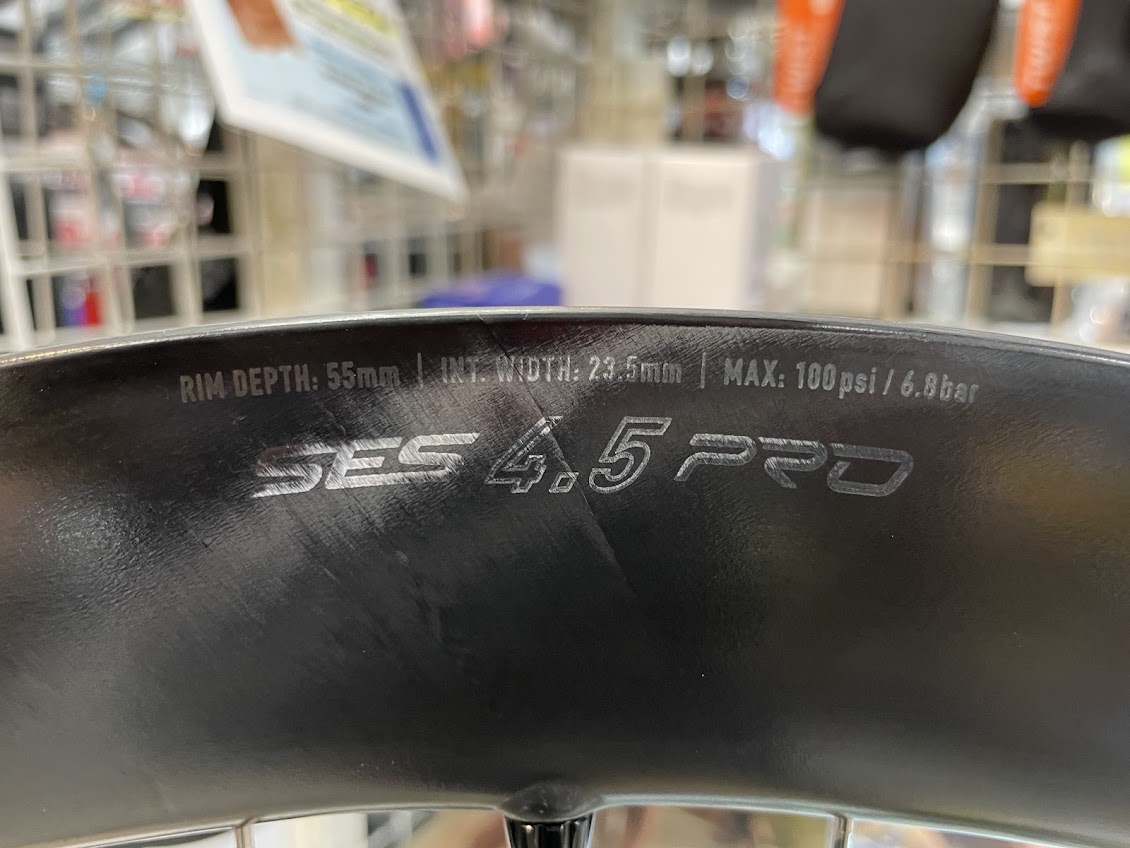 RIM DEPTH: 55mm | INT. WIDTH: 23.5mm | MAX: 100psi / 6.8bar
SES 4.5 PRO